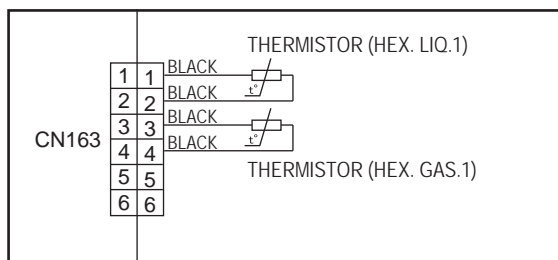 THERMISTOR (HEX. LIQ.1)
1 1 BLACK
t°
2 2 BLACK
CN163
3 3 BLACK
t°
4 4 BLACK
THERMISTOR (HEX. GAS.1)
5 5
6 6